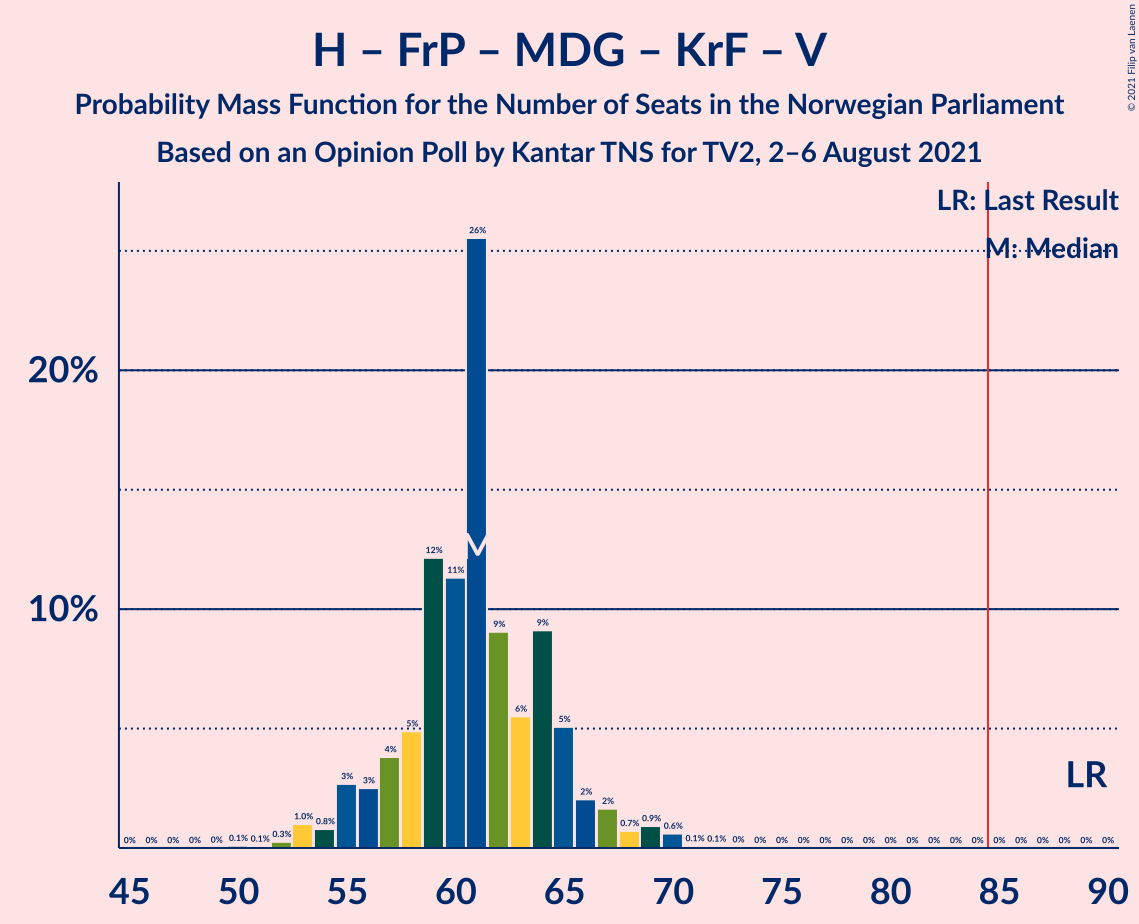 H – FrP – MDG – KrF – V
Probability Mass Function for the Number of Seats in the Norwegian Parliament
Based on an Opinion Poll by Kantar TNS for TV2, 2–6 August 2021
© 2021 Filip van Laenen
LR: Last Result
M: Median
26%
20%
12%
11%
10%
9%
9%
6%
5%
5%
4%
3%
3%
2%
2%
LR
1.0%
0.8%
0.7%
0.9%
0.6%
0% 0% 0% 0% 0% 0.1% 0.1% 0.3% 0.1% 0.1% 0% 0% 0% 0% 0% 0% 0% 0% 0% 0% 0% 0% 0% 0% 0% 0% 0% 0%
M
45 50 55 60 65 70 75 80 85 90